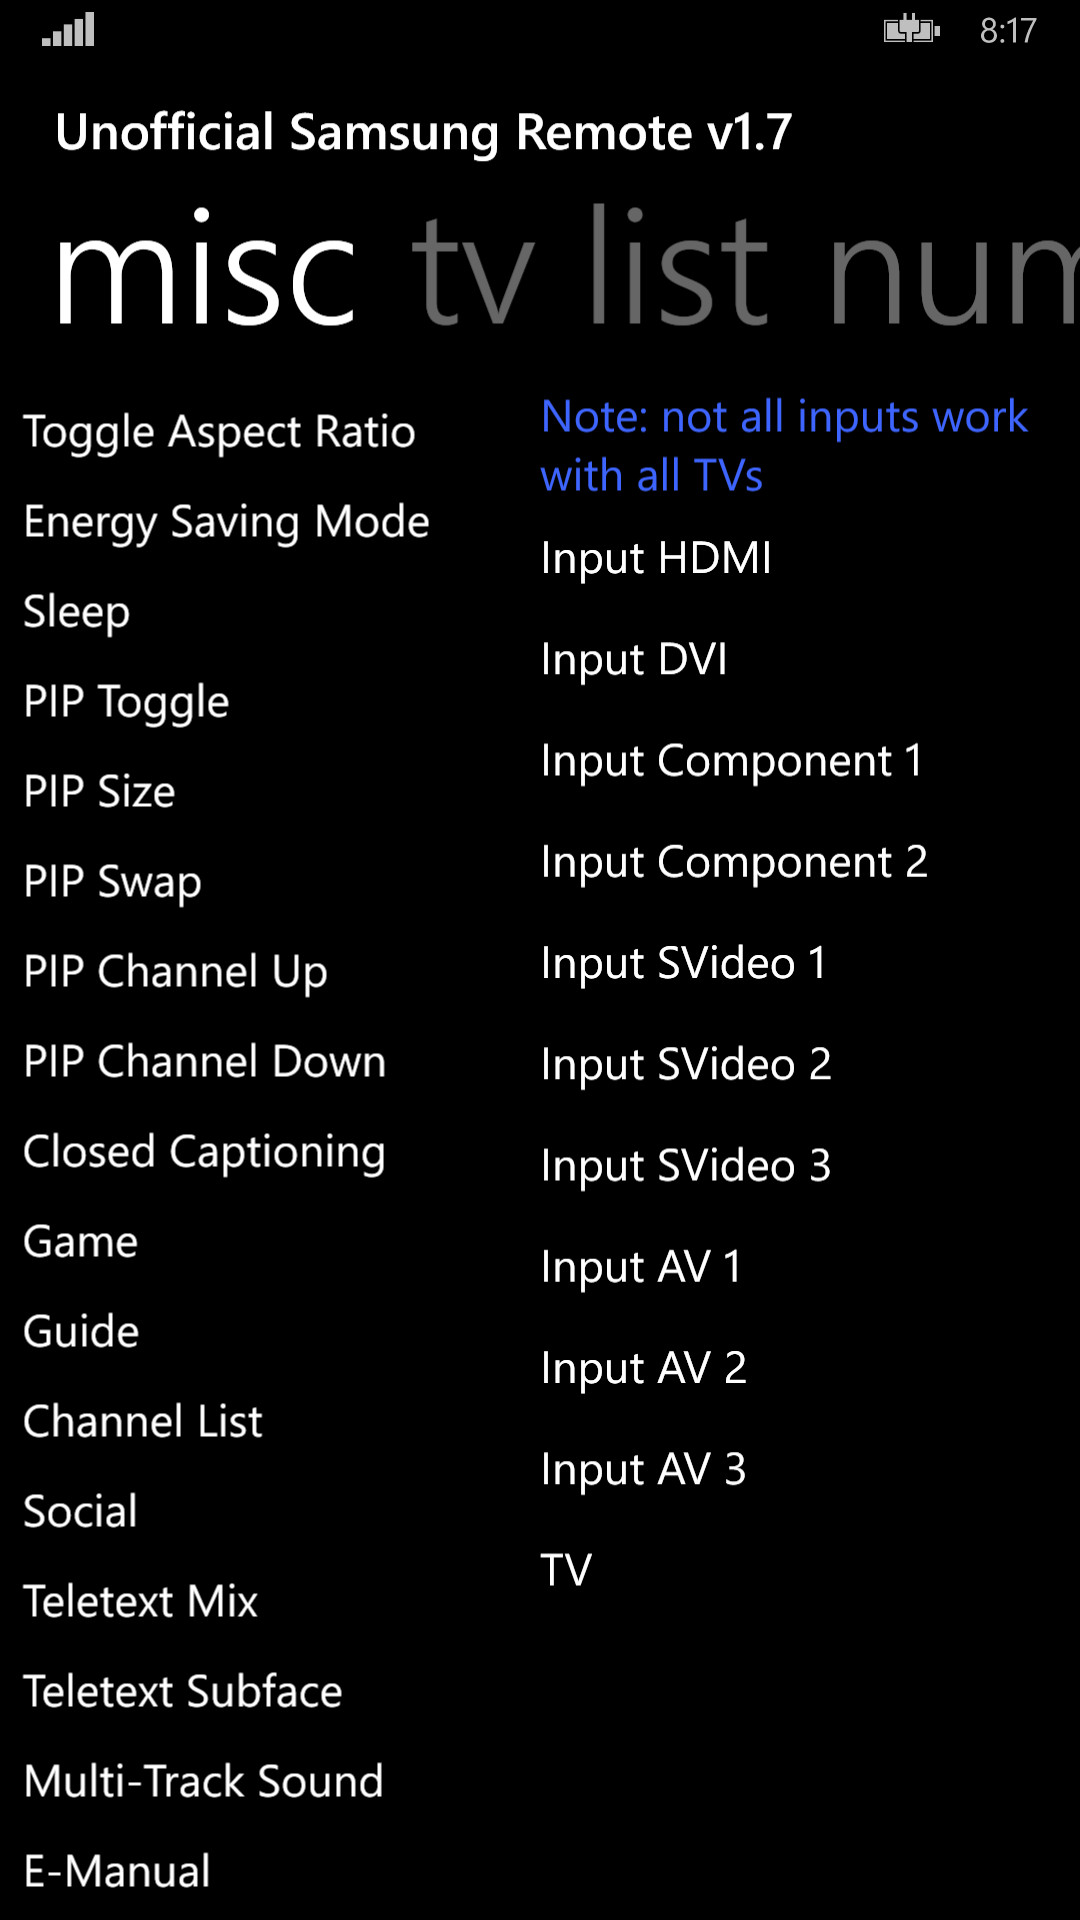 8:17
Unofficial Samsung Remote v1.7
misc tv list num
Toggle Aspect Ratio
Energy Saving Mode
Sleep
PIP Toggle
PIP Size
PIP Swap
PIP Channel Up
PIP Channel Down
Closed Captioning
Game
Guide
Channel List
Social
Teletext Mix
Teletext Subface
Multi-Track Sound
E-Manual
Note: not all inputs work
with all TVs
Input HDMI
Input DVI
Input Component 1
Input Component 2
Input SVideo 1
Input SVideo 2
Input SVideo 3
Input AV 1
Input AV 2
Input AV 3
TV